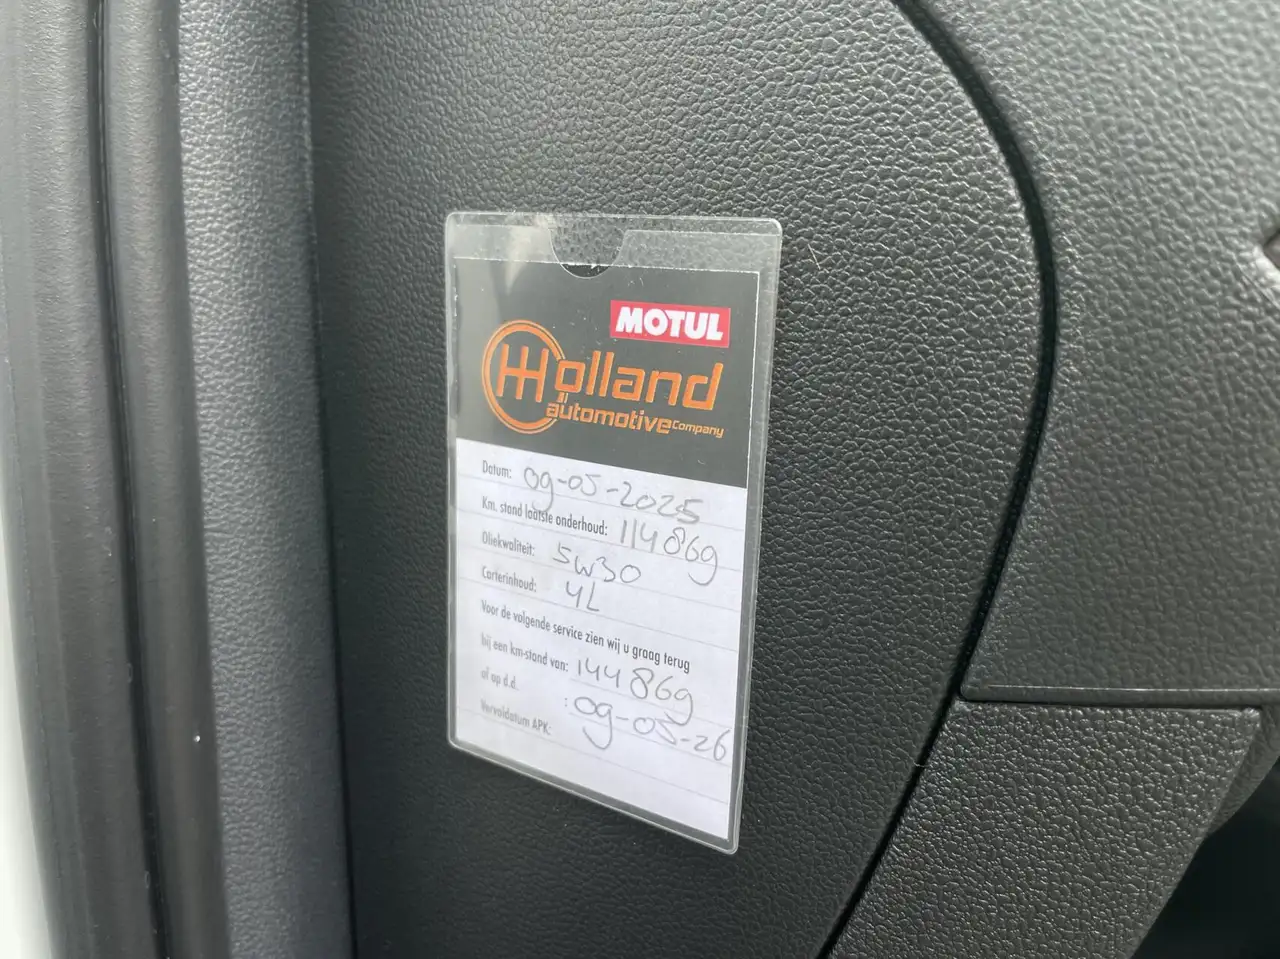 MOTUL
Holland
automotive Company
Datum: 09-05-2025
Km. stand laatste onderhoud: 114869
Oliekwaliteit: 5W30
Carterinhoud: 4L
Voor de volgende service zien wij u graag terug
bij een km-stand van: 144869
of op d.d. : 09-05-26
Vervaldatum APK: